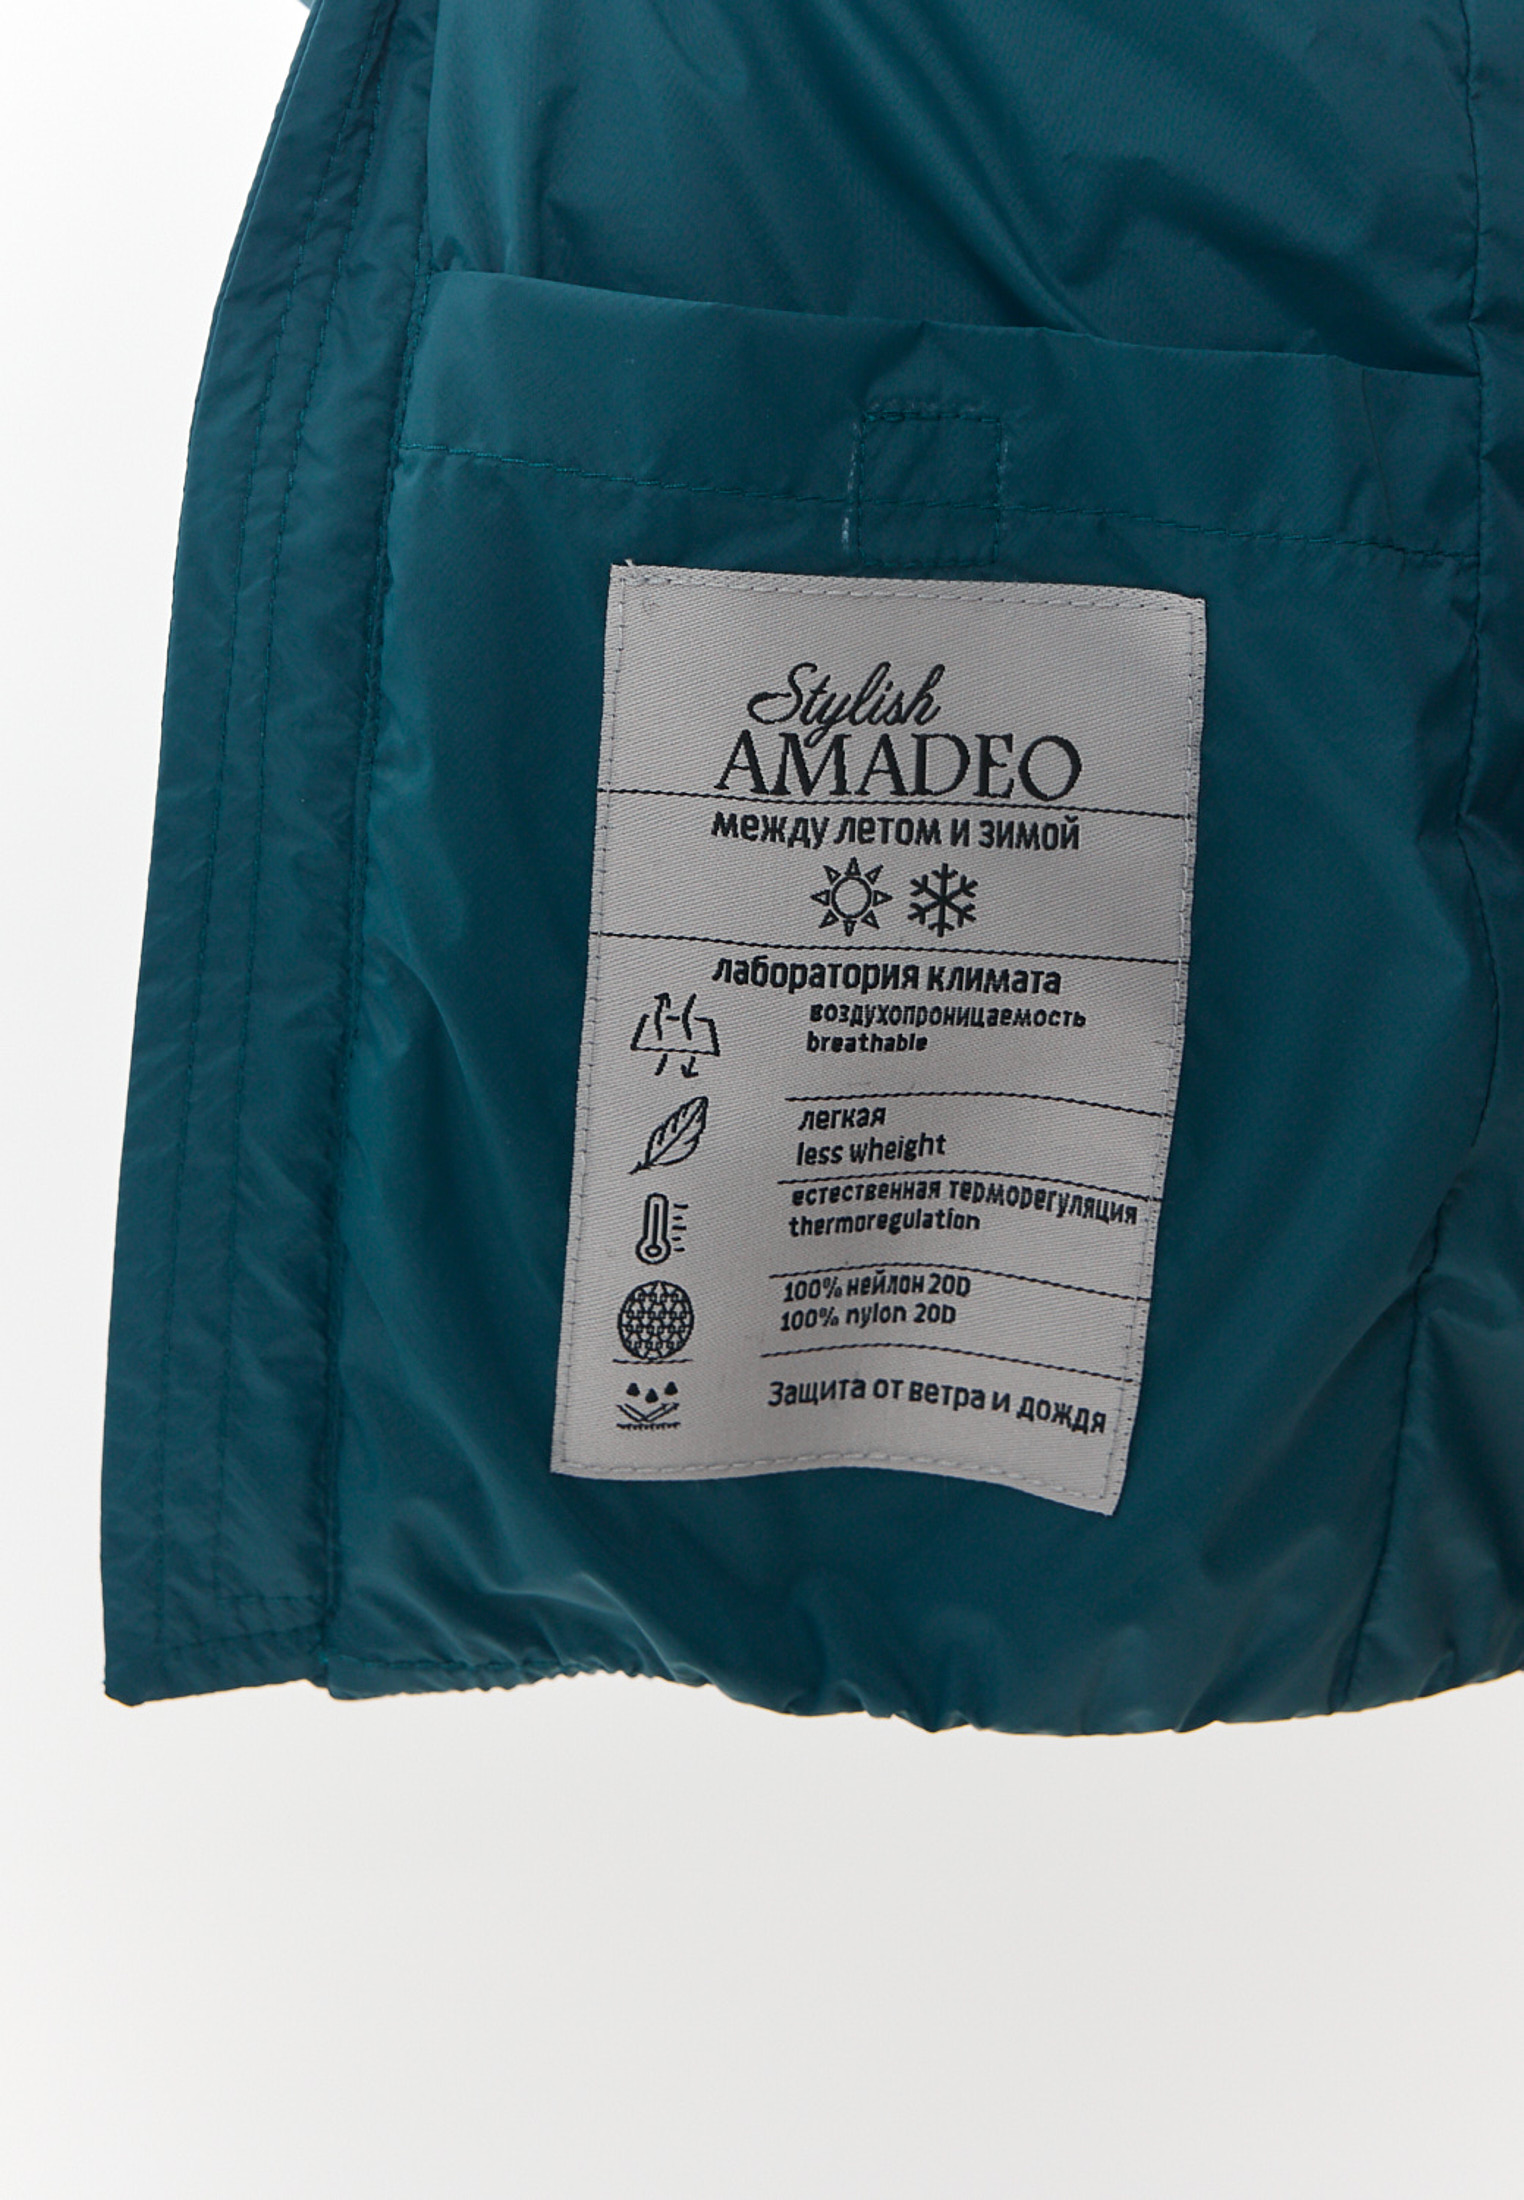 Stylish
AMADEO
между летом и зимой
лаборатория климата
воздухопроницаемость
breathable
легкая
less wheight
естественная терморегуляция
thermoregulation
100% нейлон 20D
100% nylon 20D
Защита от ветра и дождя